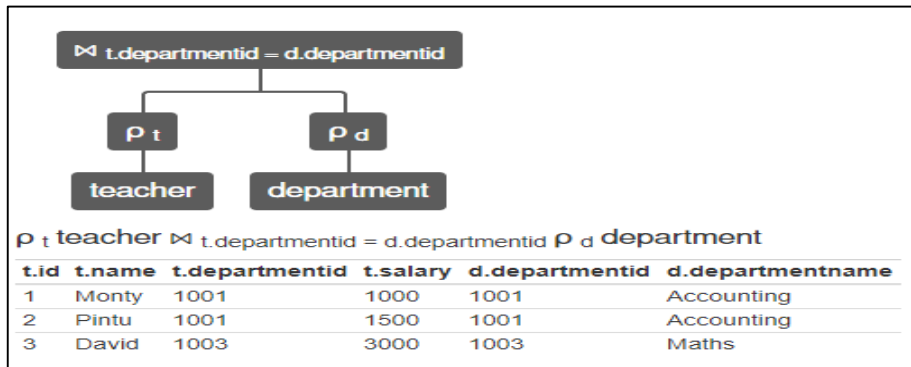 ⋈ t.departmentid = d.departmentid
ρ t ρ d
teacher department
ρ t teacher ⋈ t.departmentid = d.departmentid ρ d department
t.id t.name t.departmentid t.salary d.departmentid d.departmentname
1 Monty 1001 1000 1001 Accounting
2 Pintu 1001 1500 1001 Accounting
3 David 1003 3000 1003 Maths